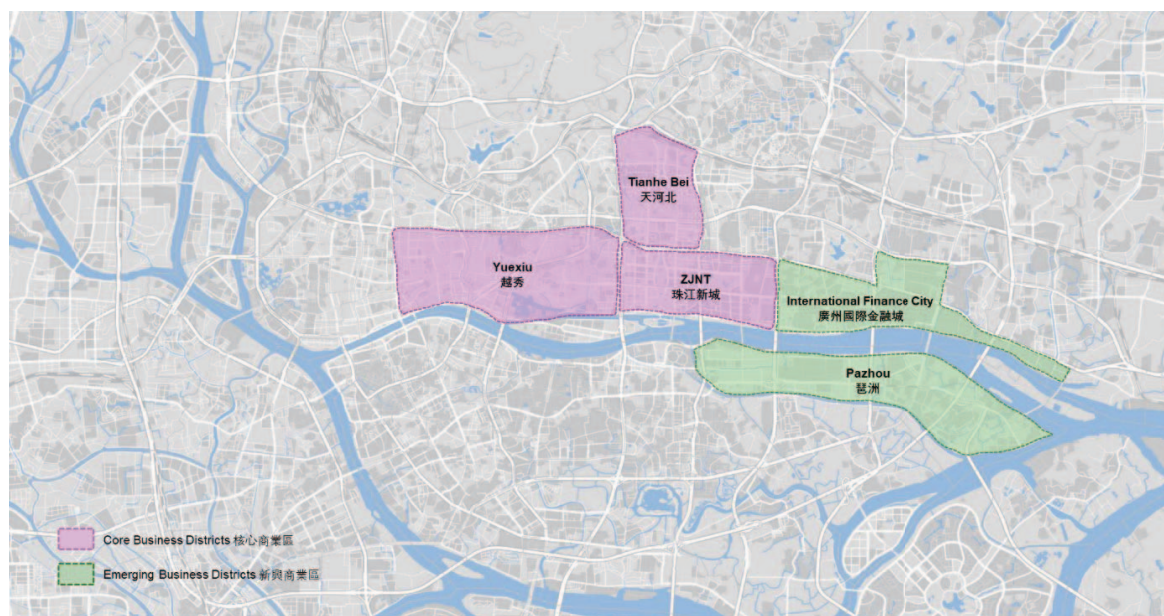 Tianhe Bei
天河北
Yuexiu
越秀
ZJNT
珠江新城
International Finance City
廣州國際金融城
Pazhou
琶洲
Core Business Districts 核心商業區
Emerging Business Districts 新興商業區